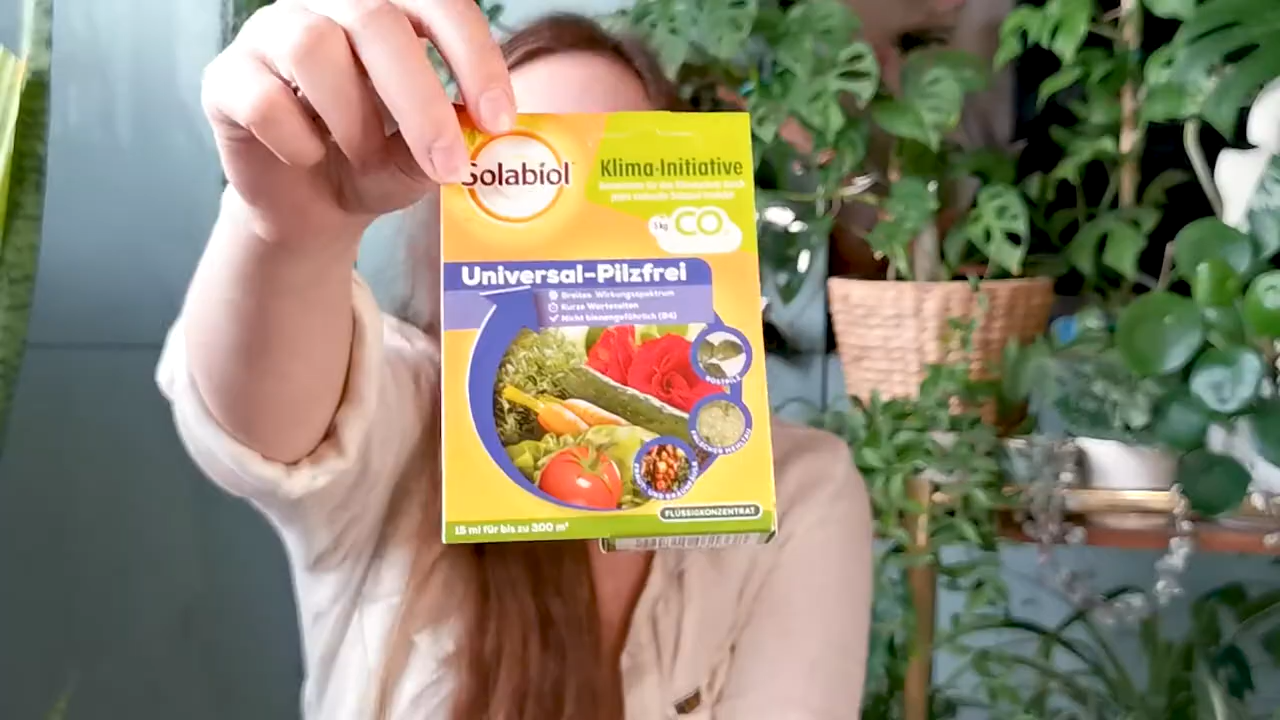 Solabiol
Klima-Initiative
CO₂
Universal-Pilzfrei
Breites Wirkungsspektrum
Kurze Wartezeiten
Nicht bienengefährlich (B4)
FLÜSSIGKONZENTRAT
15 ml für bis zu 300 m²